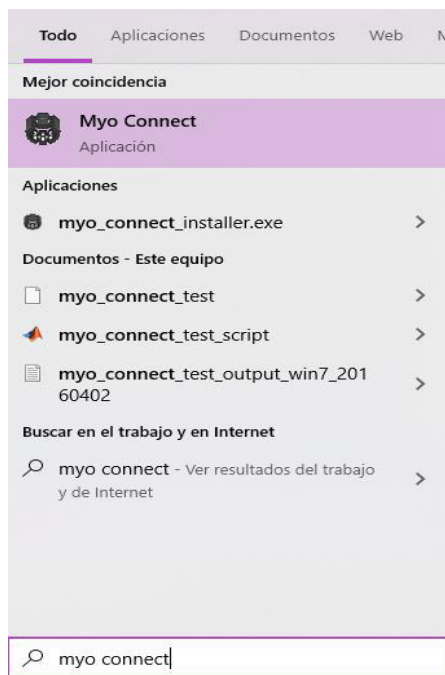 Todo Aplicaciones Documentos Web
Mejor coincidencia
Myo Connect
Aplicación
Aplicaciones
myo_connect_installer.exe
Documentos - Este equipo
myo_connect_test
myo_connect_test_script
myo_connect_test_output_win7_201
60402
Buscar en el trabajo y en Internet
myo connect - Ver resultados del trabajo
y de Internet
myo connect